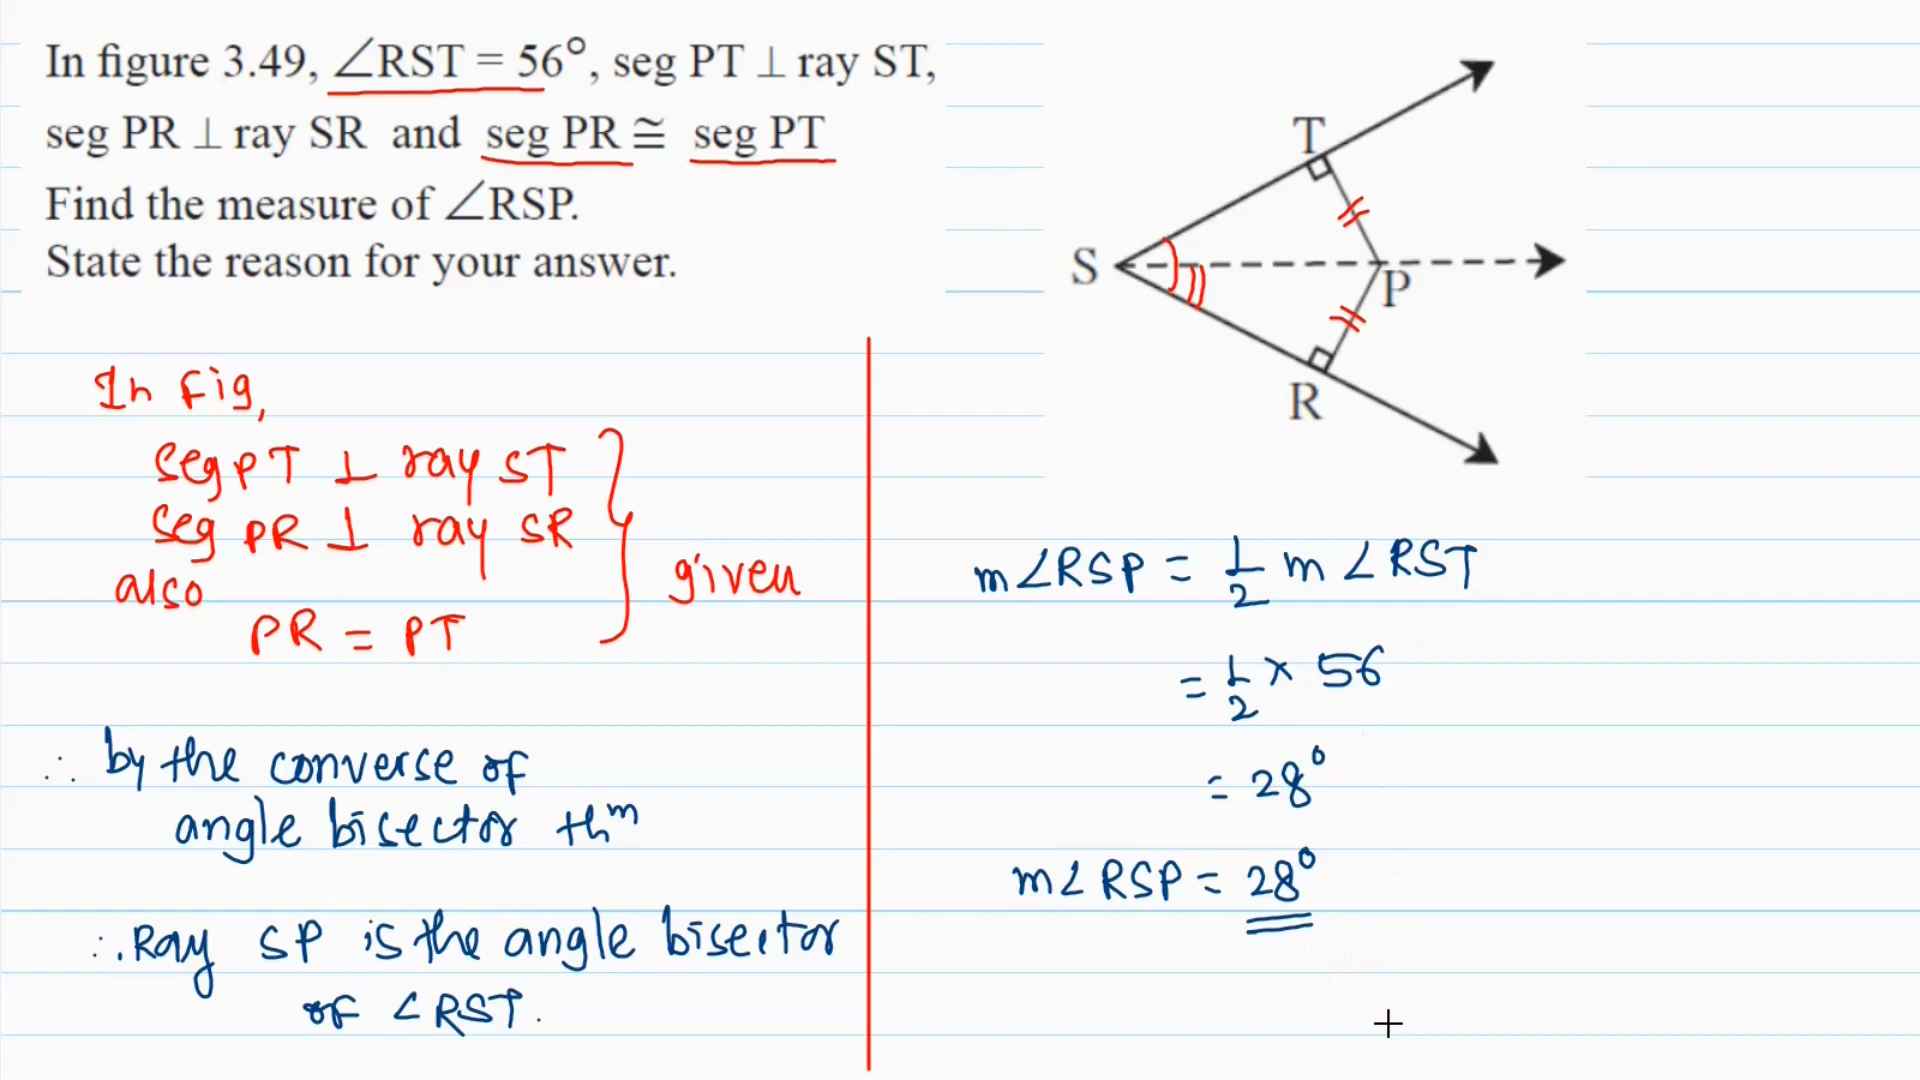 In figure 3.49, ∠RST = 56°, seg PT ⊥ ray ST,
seg PR ⊥ ray SR and seg PR ≅ seg PT
Find the measure of ∠RSP.
State the reason for your answer.
T
S
P
R
In fig,
seg PT ⊥ ray ST
seg PR ⊥ ray SR
also
PR = PT
given
∴ by the converse of
angle bisector thm
∴ Ray SP is the angle bisector
of ∠RST.
m∠RSP = 1/2 m∠RST
= 1/2 × 56
= 28°
m∠RSP = 28°